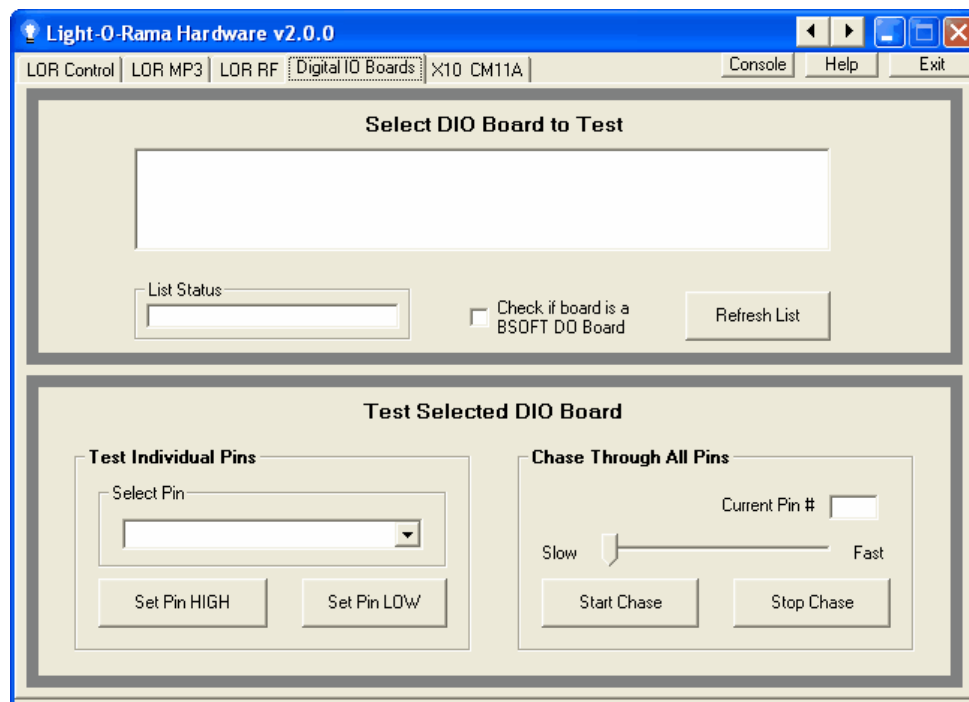 Light-O-Rama Hardware v2.0.0
LOR Control LOR MP3 LOR RF Digital IO Boards X10 CM11A Console Help Exit
Select DIO Board to Test
List Status
Check if board is a
BSOFT DO Board
Refresh List
Test Selected DIO Board
Test Individual Pins
Select Pin
Set Pin HIGH Set Pin LOW
Chase Through All Pins
Current Pin #
Slow Fast
Start Chase Stop Chase